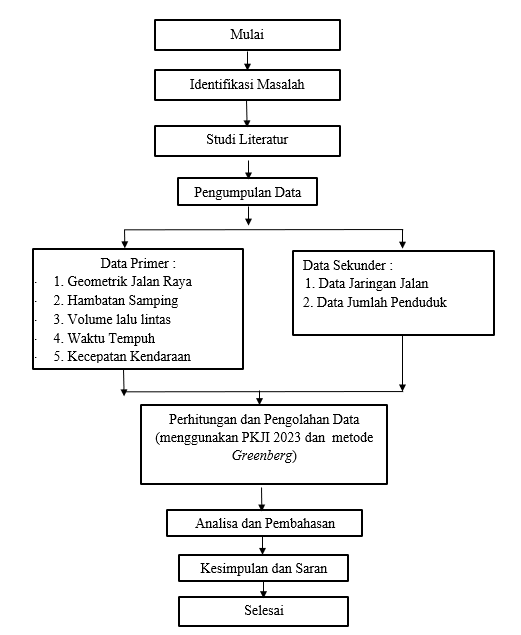 Mulai
Identifikasi Masalah
Studi Literatur
Pengumpulan Data
Data Primer :
1. Geometrik Jalan Raya
2. Hambatan Samping
3. Volume lalu lintas
4. Waktu Tempuh
5. Kecepatan Kendaraan
Data Sekunder :
1. Data Jaringan Jalan
2. Data Jumlah Penduduk
Perhitungan dan Pengolahan Data
(menggunakan PKJI 2023 dan metode
Greenberg)
Analisa dan Pembahasan
Kesimpulan dan Saran
Selesai